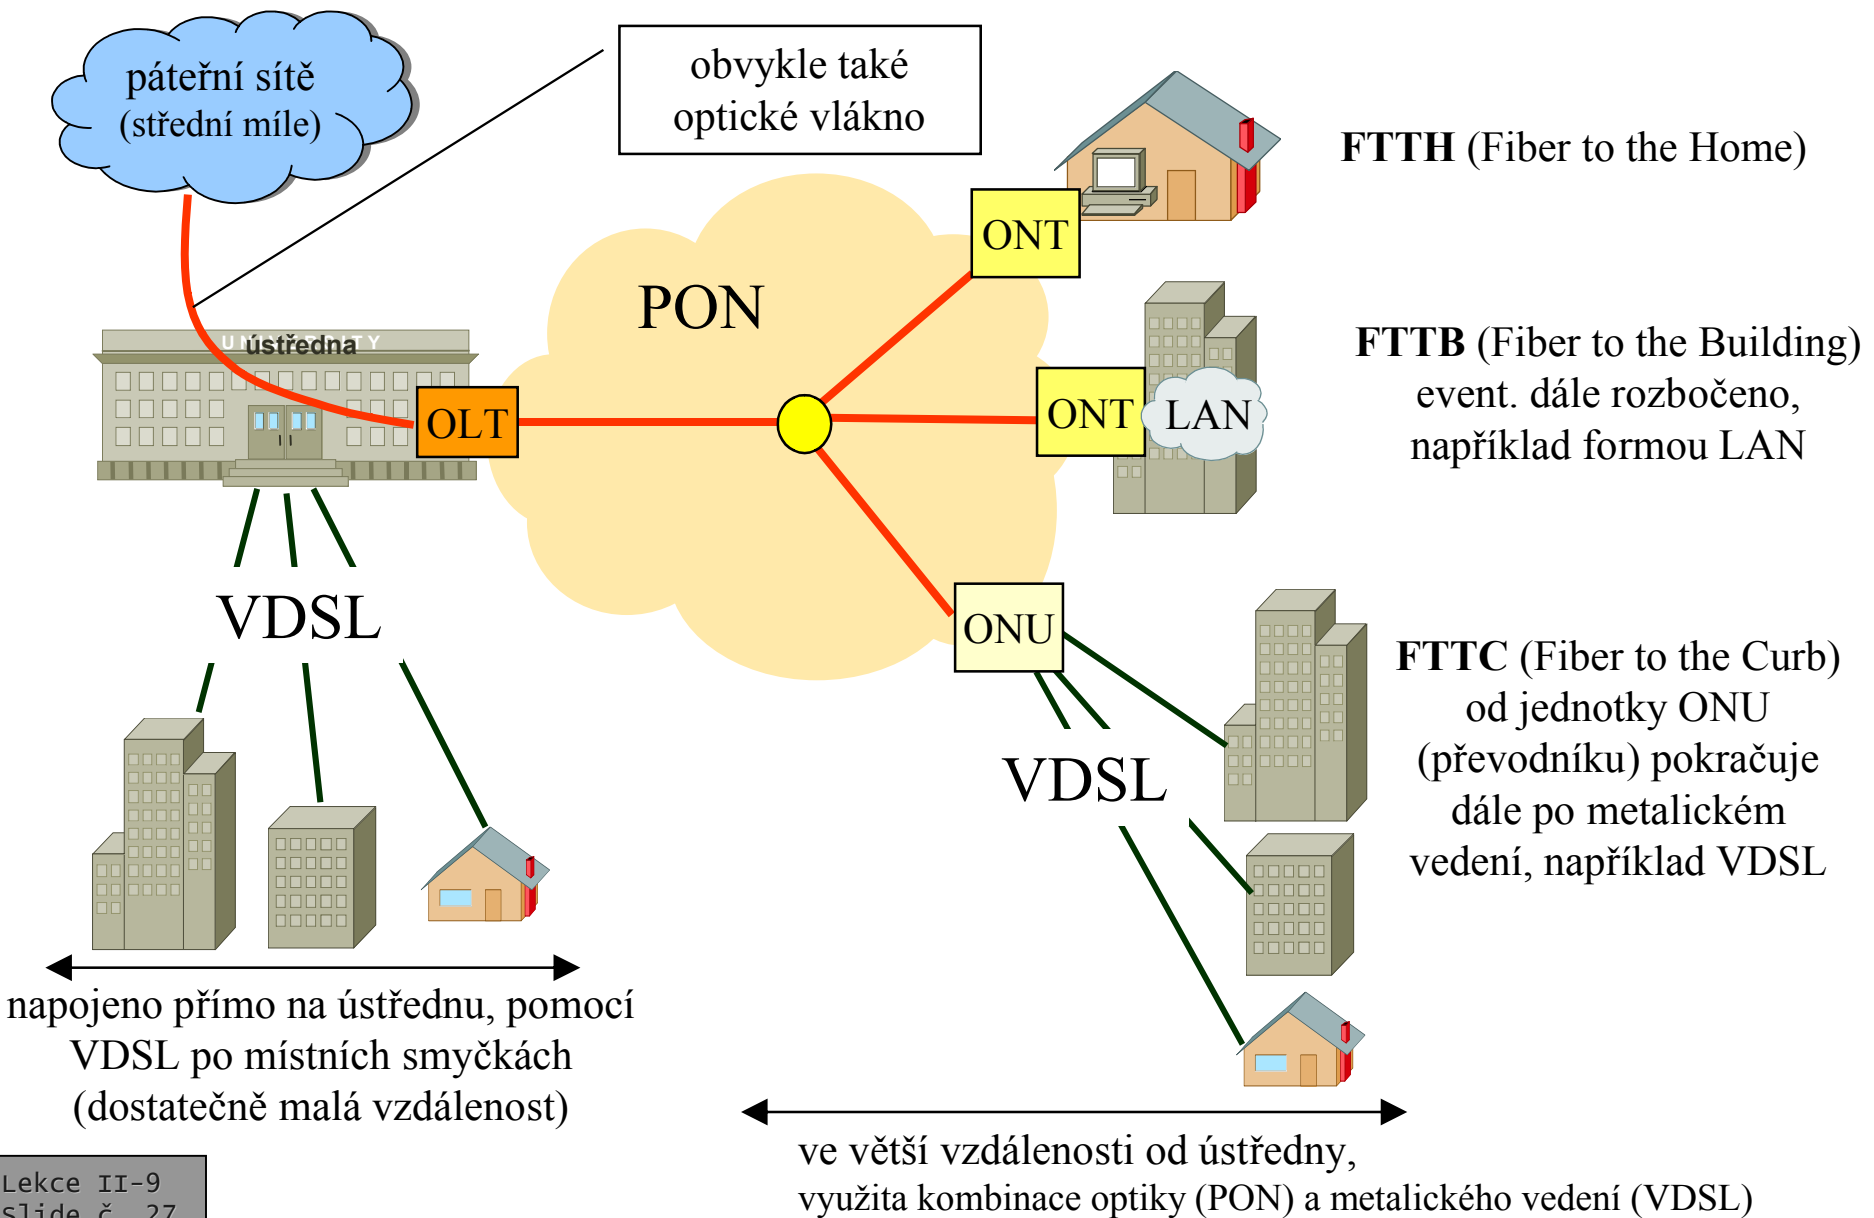 páteřní sítě
(střední míle)
obvykle také
optické vlákno
FTTH (Fiber to the Home)
ONT
PON
UNIVERSITY
ústředna
OLT
ONT
LAN
FTTB (Fiber to the Building)
event. dále rozbočeno,
například formou LAN
VDSL
ONU
FTTC (Fiber to the Curb)
od jednotky ONU
(převodníku) pokračuje
dále po metalickém
vedení, například VDSL
VDSL
napojeno přímo na ústřednu, pomocí
VDSL po místních smyčkách
(dostatečně malá vzdálenost)
ve větší vzdálenosti od ústředny,
využita kombinace optiky (PON) a metalického vedení (VDSL)
Lekce II-9
Slide č. 27